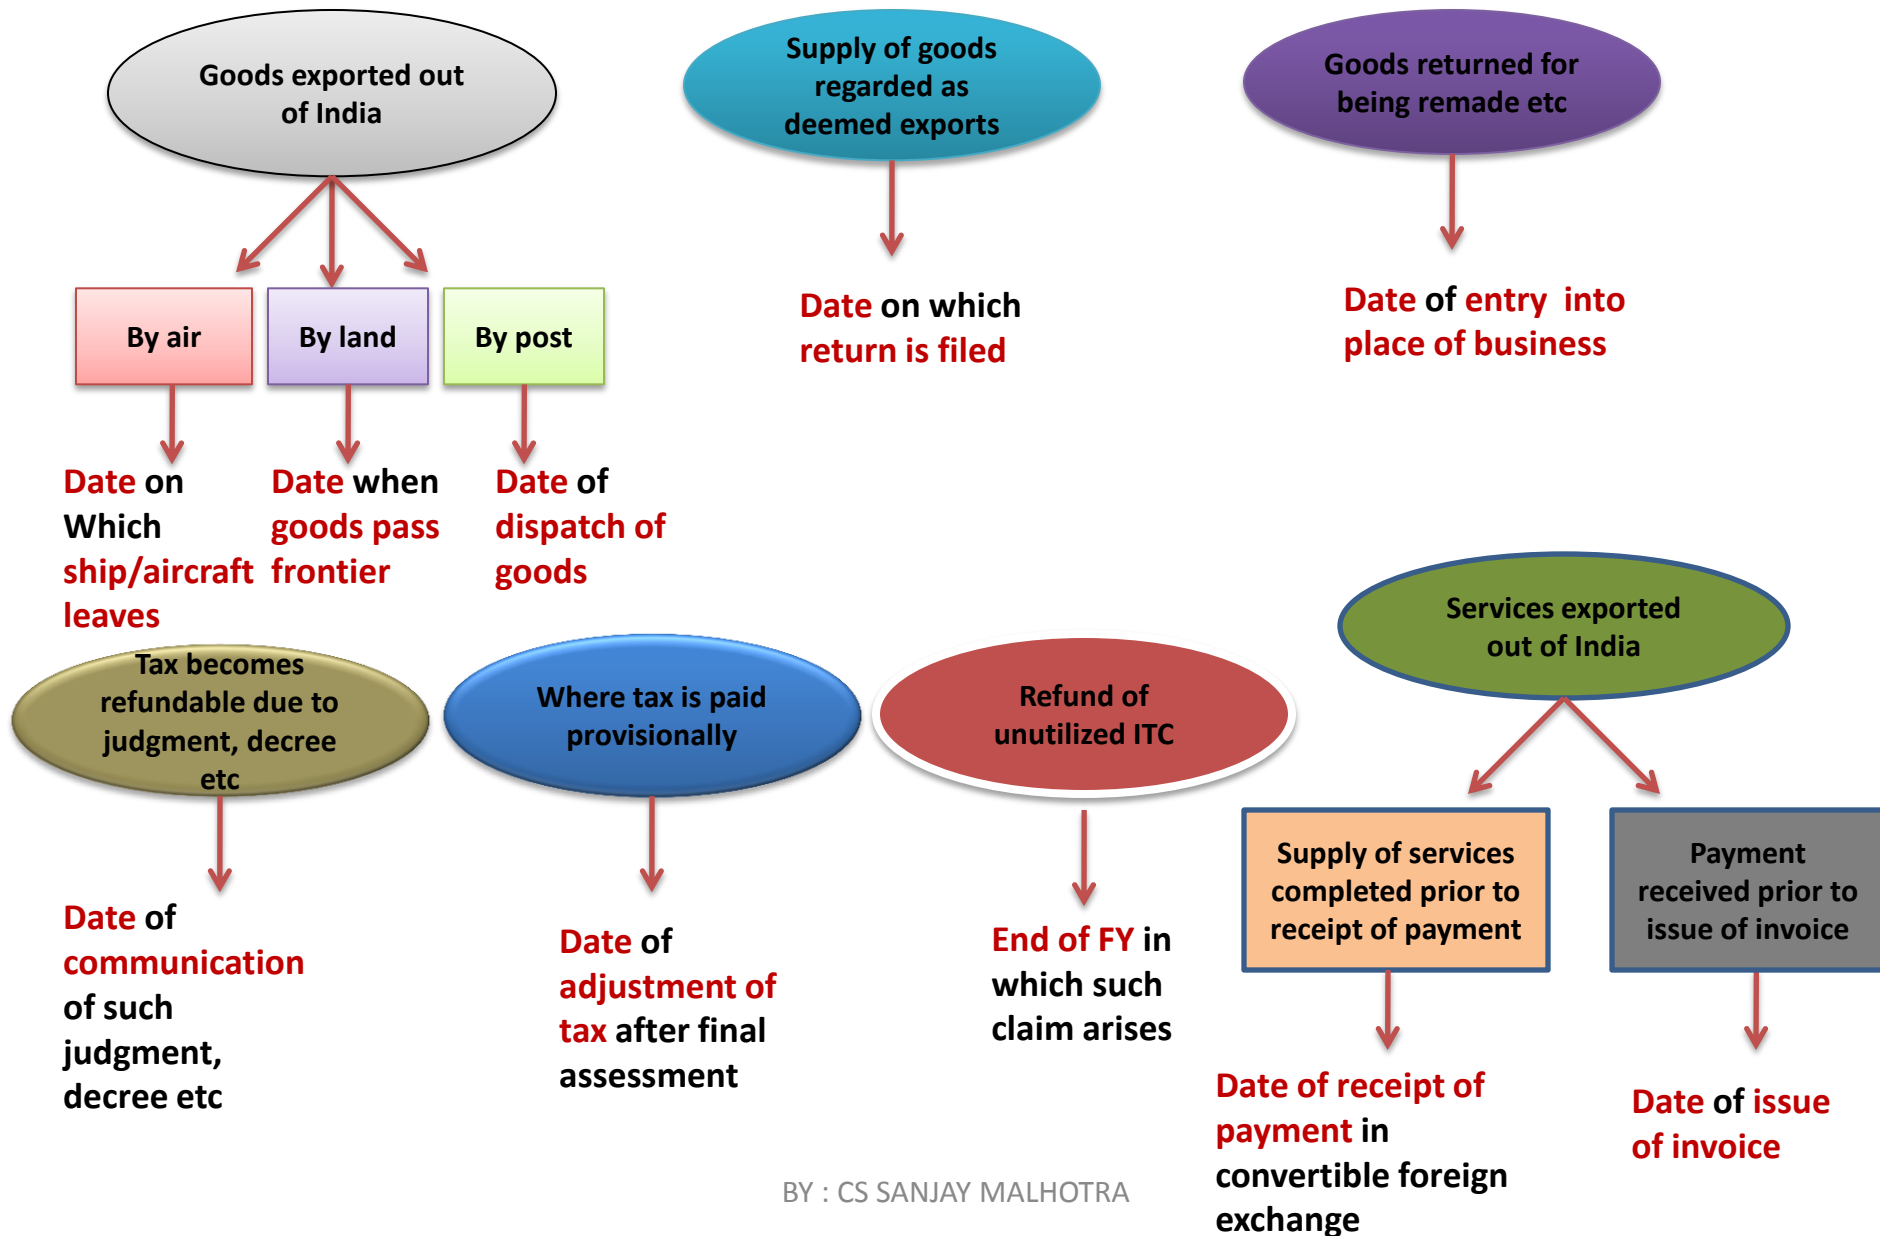 Goods exported out
of India
Supply of goods
regarded as
deemed exports
Goods returned for
being remade etc
By air
By land
By post
Date on which
return is filed
Date of entry into
place of business
Date on
Which
ship/aircraft
leaves
Date when
goods pass
frontier
Date of
dispatch of
goods
Services exported
out of India
Tax becomes
refundable due to
judgment, decree
etc
Where tax is paid
provisionally
Refund of
unutilized ITC
Supply of services
completed prior to
receipt of payment
Payment
received prior to
issue of invoice
Date of
communication
of such
judgment,
decree etc
Date of
adjustment of
tax after final
assessment
End of FY in
which such
claim arises
Date of receipt of
payment in
convertible foreign
exchange
Date of issue
of invoice
BY : CS SANJAY MALHOTRA